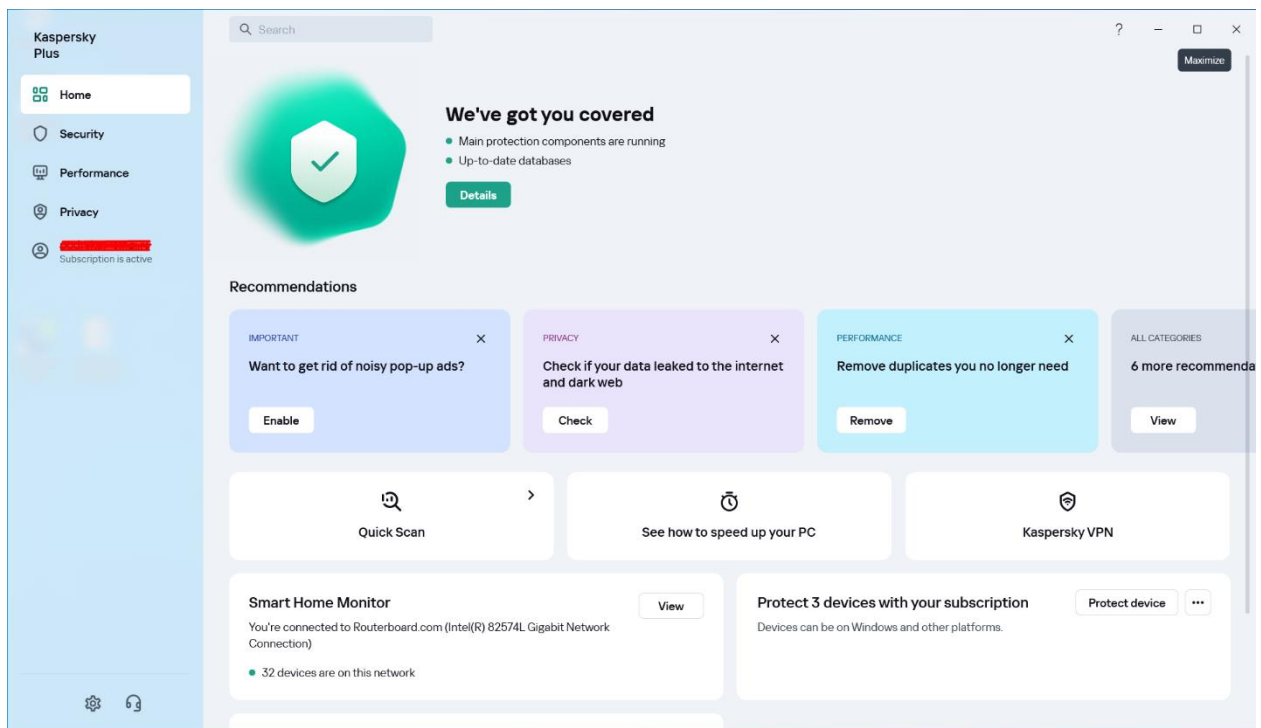 Kaspersky
Plus
Search
?
Maximize
Home
Security
Performance
Privacy
Subscription is active
We've got you covered
Main protection components are running
Up-to-date databases
Details
Recommendations
IMPORTANT
Want to get rid of noisy pop-up ads?
Enable
PRIVACY
Check if your data leaked to the internet
and dark web
Check
PERFORMANCE
Remove duplicates you no longer need
Remove
ALL CATEGORIES
6 more recommenda
View
Quick Scan
See how to speed up your PC
Kaspersky VPN
Smart Home Monitor
View
You're connected to Routerboard.com (Intel(R) 82574L Gigabit Network
Connection)
32 devices are on this network
Protect 3 devices with your subscription
Protect device
Devices can be on Windows and other platforms.